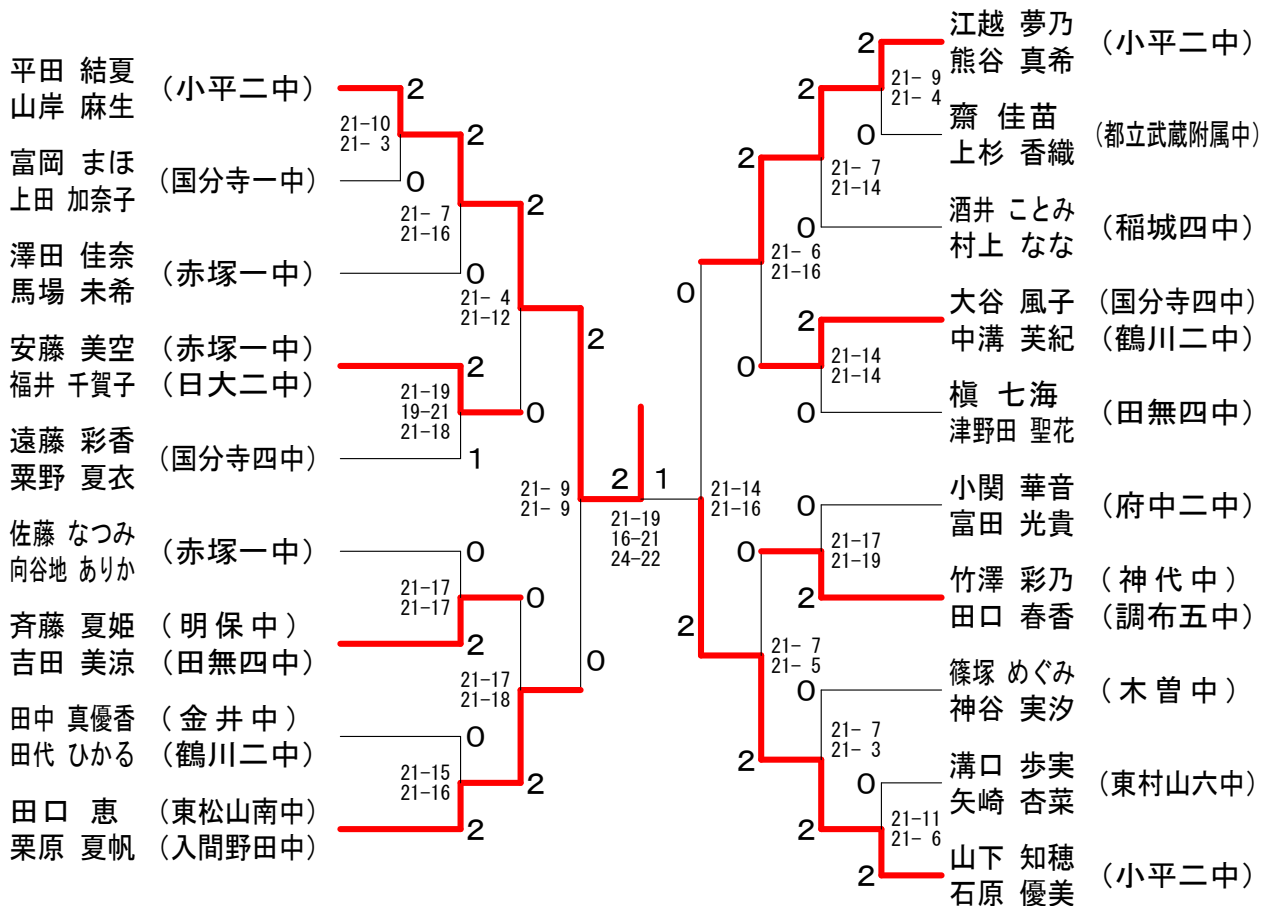 平田 結夏
山岸 麻生
(小平二中)
2
21-10
21- 3
2
富岡 まほ
上田 加奈子
(国分寺一中)
0
21- 7
21-16
2
澤田 佳奈
馬場 未希
(赤塚一中)
0
21- 4
21-12
2
安藤 美空 (赤塚一中)
福井 千賀子 (日大二中)
2
21-19
19-21
21-18
0
遠藤 彩香
粟野 夏衣
(国分寺四中)
1
21- 9
21- 9
2
佐藤 なつみ
向谷地 ありか
(赤塚一中)
0
21-17
21-17
0
斉藤 夏姫 (明保中)
吉田 美涼 (田無四中)
2
21-17
21-18
0
田中 真優香 (金井中)
田代 ひかる (鶴川二中)
0
21-15
21-16
2
田口 恵 (東松山南中)
栗原 夏帆 (入間野田中)
2
1
21-19
16-21
24-22
江越 夢乃
熊谷 真希
(小平二中)
2
21- 9
21- 4
2
齋 佳苗
上杉 香織
(都立武蔵附属中)
0
21- 7
21-14
2
酒井 ことみ
村上 なな
(稲城四中)
0
21- 6
21-16
0
大谷 風子 (国分寺四中)
中溝 芙紀 (鶴川二中)
2
21-14
21-14
0
槇 七海
津野田 聖花
(田無四中)
0
21-14
21-16
小関 華音
富田 光貴
(府中二中)
0
21-17
21-19
0
竹澤 彩乃 (神代中)
田口 春香 (調布五中)
2
21- 7
21- 5
2
篠塚 めぐみ
神谷 実汐
(木曽中)
0
21- 7
21- 3
2
溝口 歩実
矢崎 杏菜
(東村山六中)
0
21-11
21- 6
2
山下 知穂
石原 優美
(小平二中)
2